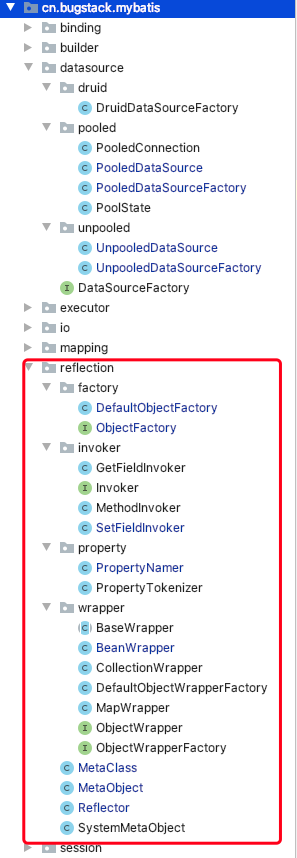 cn.bugstack.mybatis
binding
builder
datasource
druid
DruidDataSourceFactory
pooled
PooledConnection
PooledDataSource
PooledDataSourceFactory
PoolState
unpooled
UnpooledDataSource
UnpooledDataSourceFactory
DataSourceFactory
executor
io
mapping
reflection
factory
DefaultObjectFactory
ObjectFactory
invoker
GetFieldInvoker
Invoker
MethodInvoker
SetFieldInvoker
property
PropertyNamer
PropertyTokenizer
wrapper
BaseWrapper
BeanWrapper
CollectionWrapper
DefaultObjectWrapperFactory
MapWrapper
ObjectWrapper
ObjectWrapperFactory
MetaClass
MetaObject
Reflector
SystemMetaObject
session